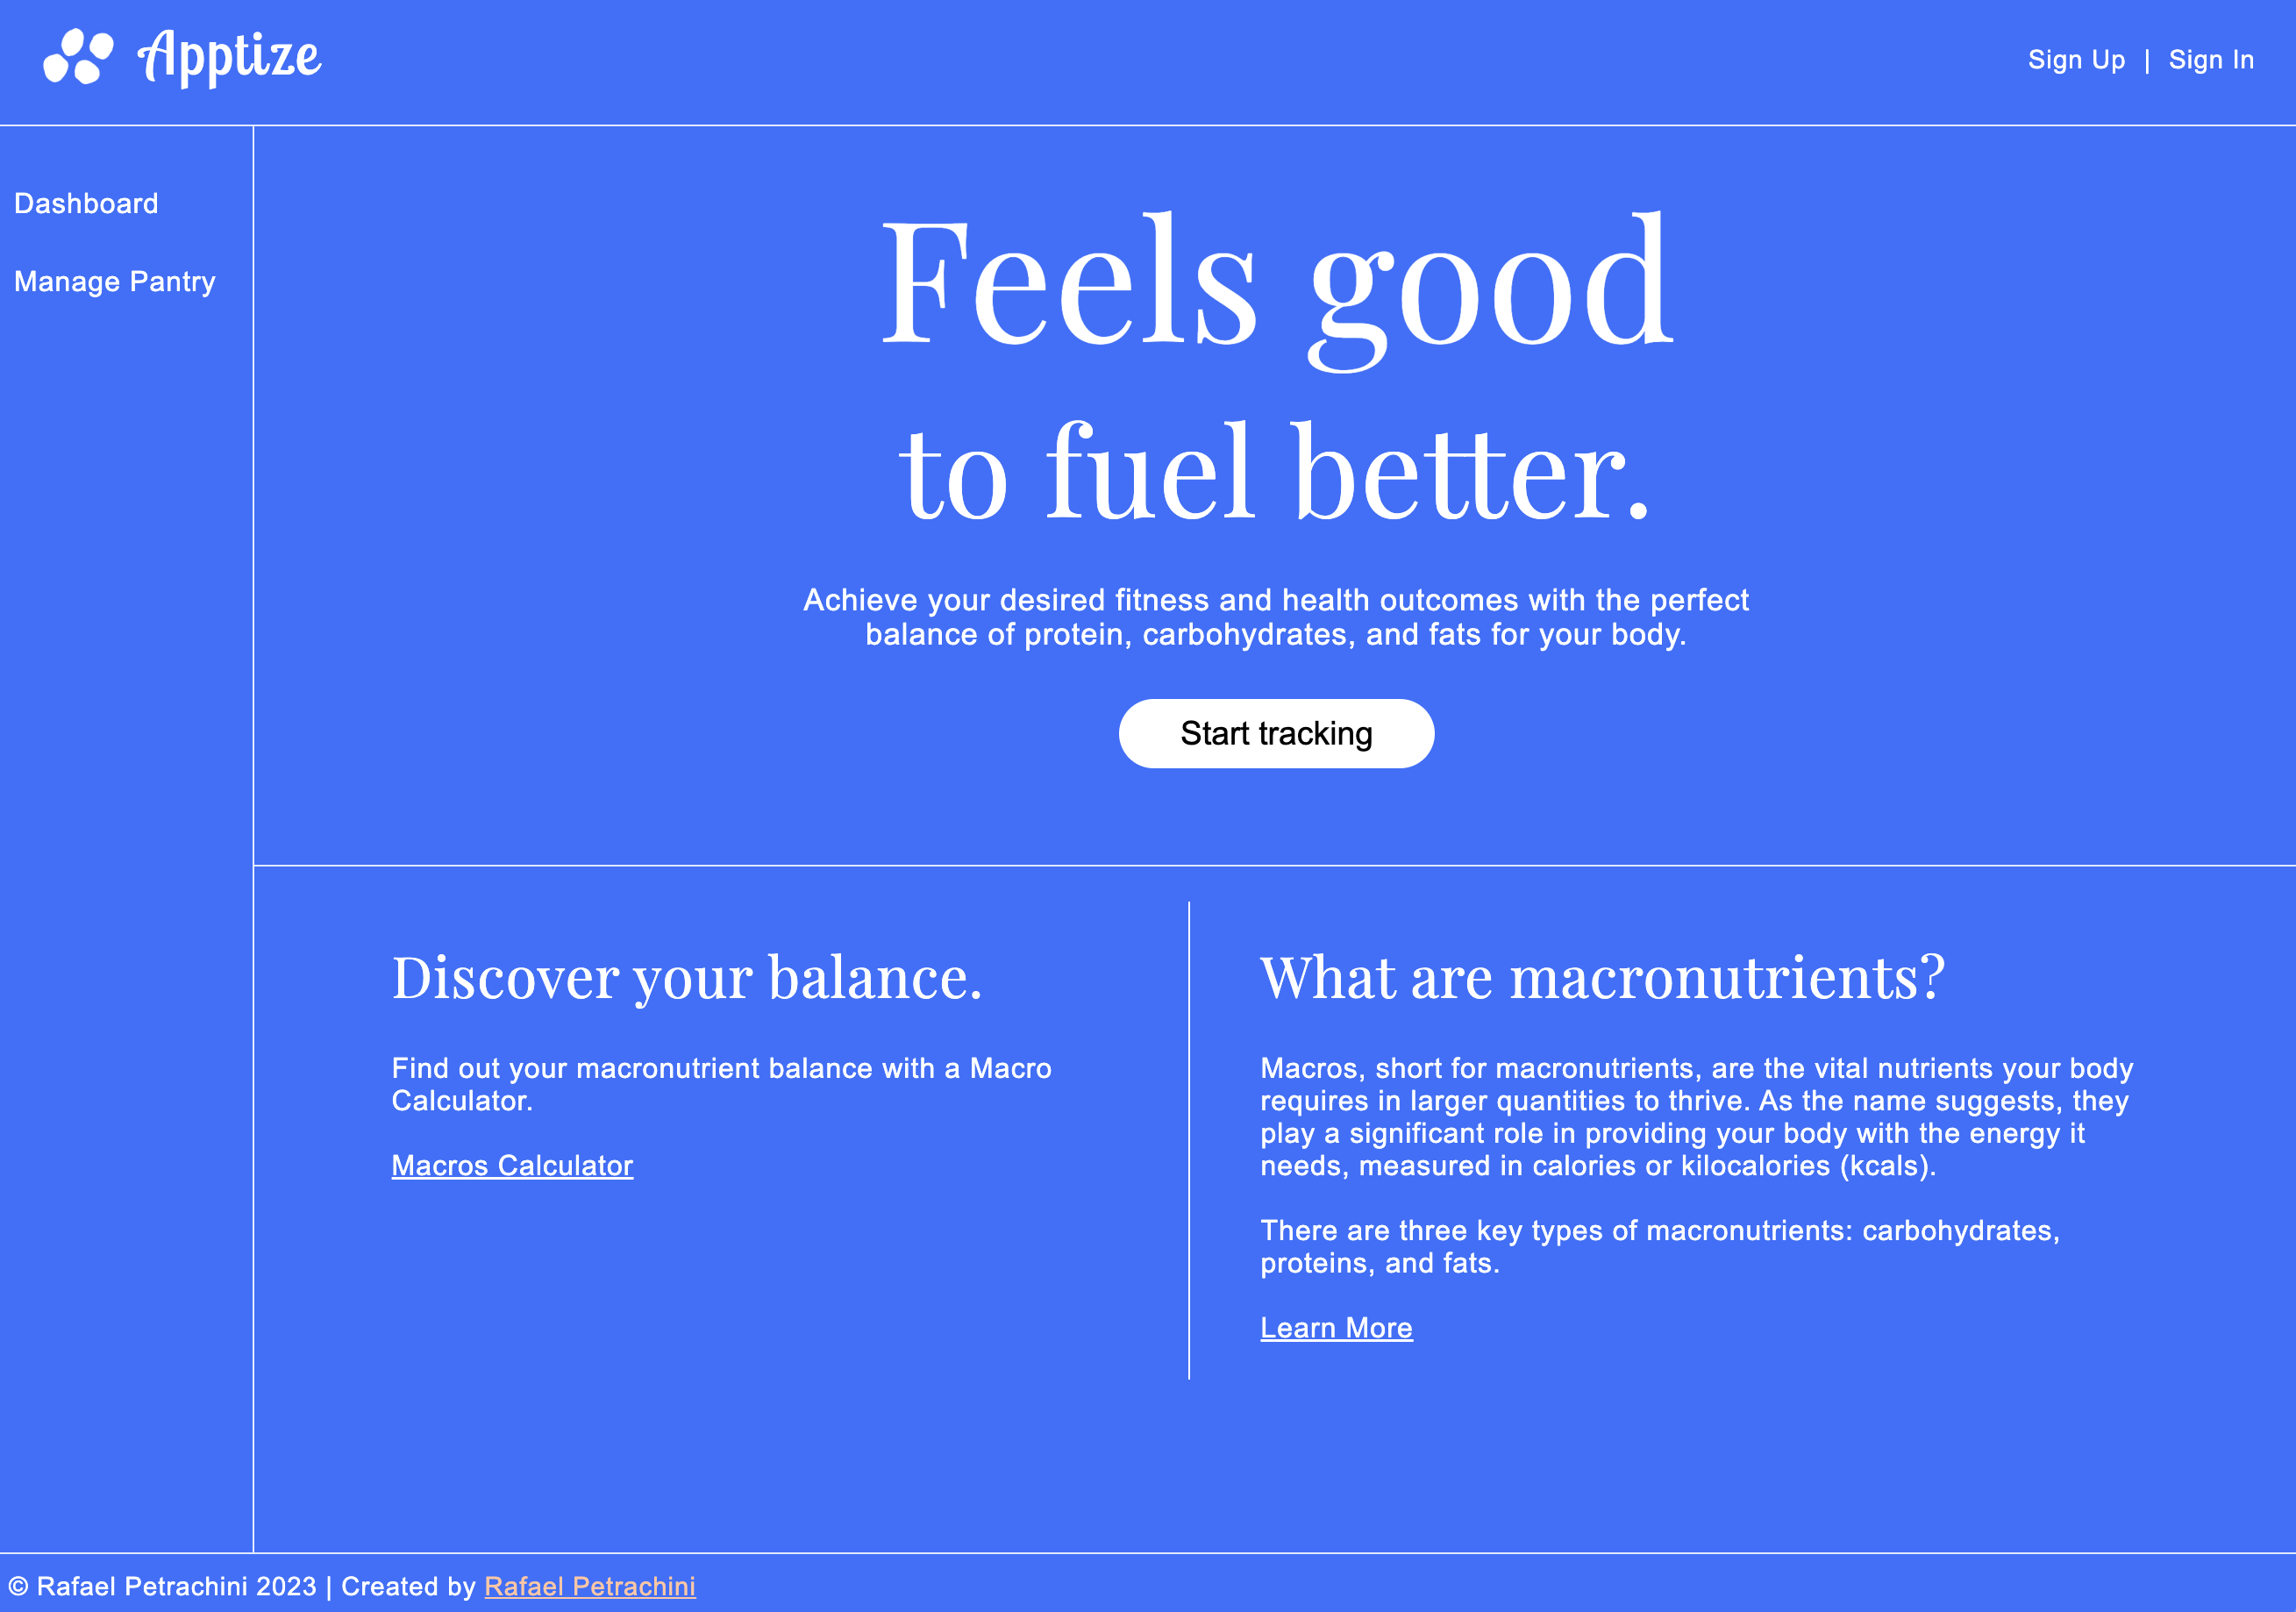 Apptize
Sign Up | Sign In
Dashboard
Manage Pantry
Feels good
to fuel better.
Achieve your desired fitness and health outcomes with the perfect
balance of protein, carbohydrates, and fats for your body.
Start tracking
Discover your balance.
Find out your macronutrient balance with a Macro
Calculator.
Macros Calculator
What are macronutrients?
Macros, short for macronutrients, are the vital nutrients your body
requires in larger quantities to thrive. As the name suggests, they
play a significant role in providing your body with the energy it
needs, measured in calories or kilocalories (kcals).
There are three key types of macronutrients: carbohydrates,
proteins, and fats.
Learn More
© Rafael Petrachini 2023 | Created by Rafael Petrachini